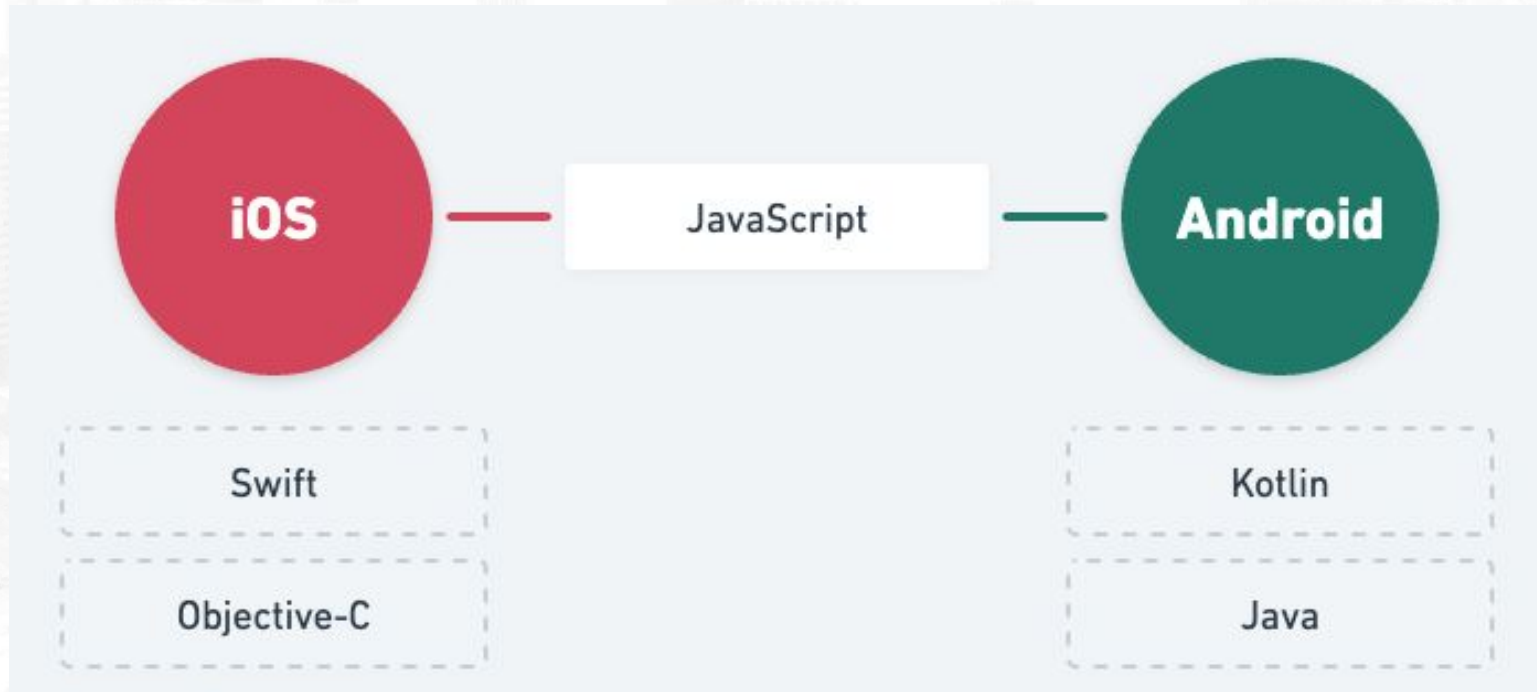 iOS
JavaScript
Android
Swift
Kotlin
Objective-C
Java